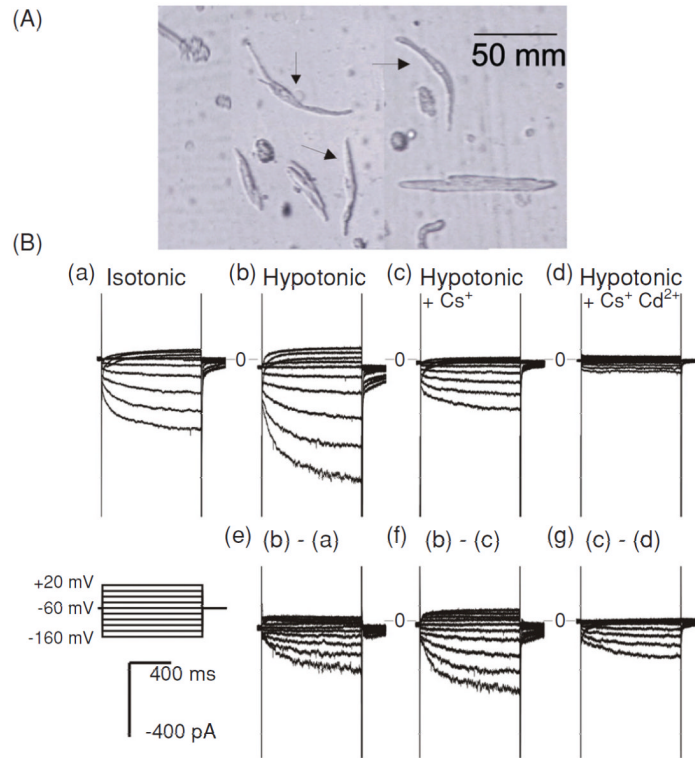 (A)
50 mm
(B)
(a) Isotonic
(b) Hypotonic
(c) Hypotonic
+ Cs⁺
(d) Hypotonic
+ Cs⁺ Cd²⁺
0
0
0
(e) (b) - (a)
(f) (b) - (c)
(g) (c) - (d)
0
0
+20 mV
-60 mV
-160 mV
400 ms
-400 pA